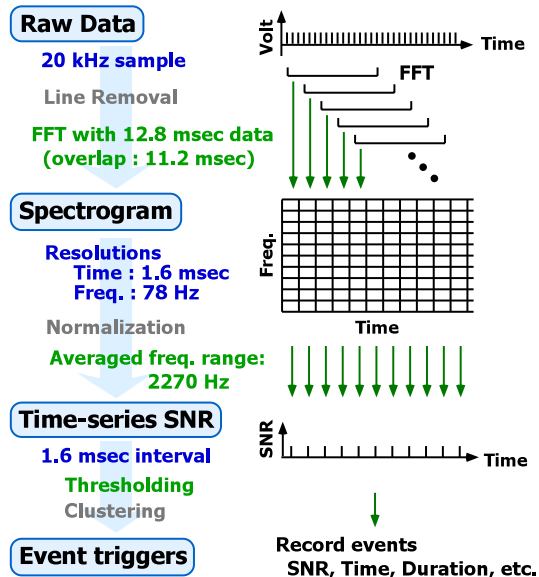 Raw Data
20 kHz sample
Line Removal
FFT with 12.8 msec data
(overlap : 11.2 msec)
Spectrogram
Resolutions
Time : 1.6 msec
Freq. : 78 Hz
Normalization
Averaged freq. range:
2270 Hz
Time-series SNR
1.6 msec interval
Thresholding
Clustering
Event triggers
Volt
Time
FFT
Freq.
Time
SNR
Time
Record events
SNR, Time, Duration, etc.